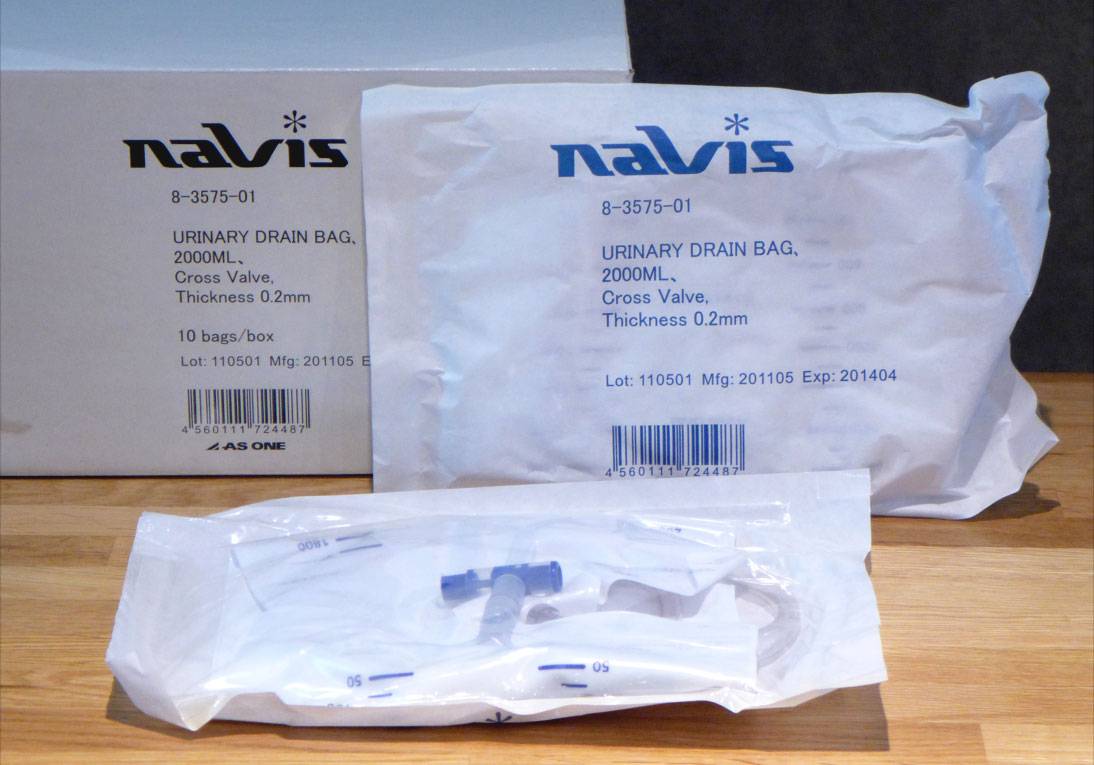 navis
8-3575-01
URINARY DRAIN BAG、
2000ML、
Cross Valve,
Thickness 0.2mm
10 bags/box
Lot: 110501 Mfg: 201105 E
4 560111 724487
AS ONE
navis
8-3575-01
URINARY DRAIN BAG、
2000ML、
Cross Valve,
Thickness 0.2mm
Lot: 110501 Mfg: 201105 Exp: 201404
4 560111 724487
1800
50
50